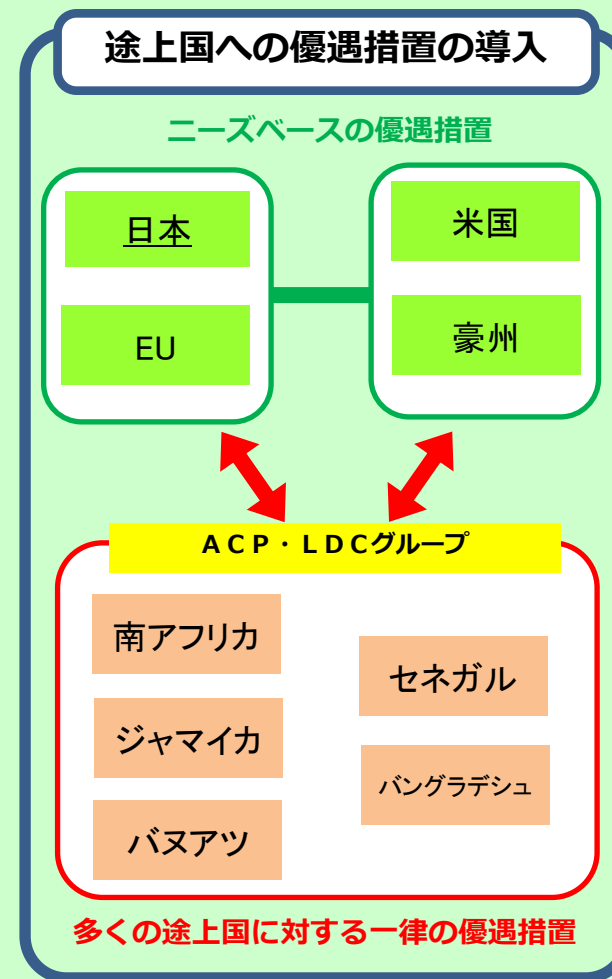 途上国への優遇措置の導入
ニーズベースの優遇措置
日本
EU
米国
豪州
ＡＣＰ・ＬＤＣグループ
南アフリカ
ジャマイカ
バヌアツ
セネガル
バングラデシュ
多くの途上国に対する一律の優遇措置